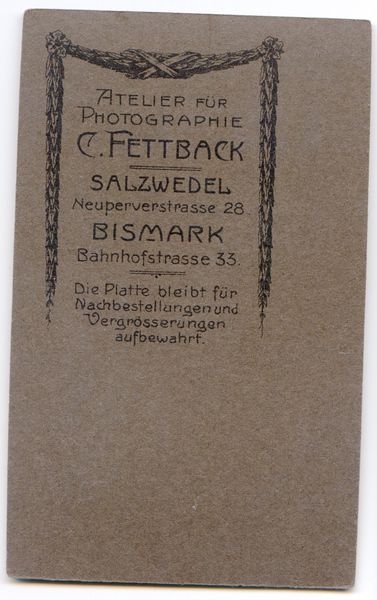 ATELIER FÜR
PHOTOGRAPHIE
C. FETTBACK
SALZWEDEL
Neuperverstrasse 28
BISMARK
Bahnhofstrasse 33.
Die Platte bleibt für
Nachbestellungen und
Vergrösserungen
aufbewahrt.